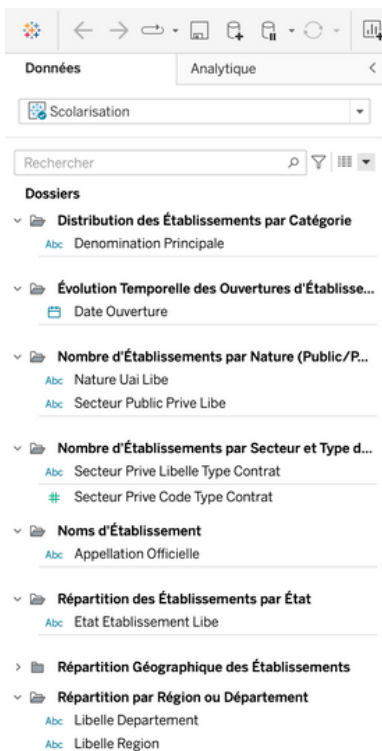 Données Analytique
Scolarisation
Rechercher
Dossiers
Distribution des Établissements par Catégorie
Abc Denomination Principale
Évolution Temporelle des Ouvertures d'Établisse...
Date Ouverture
Nombre d'Établissements par Nature (Public/P...
Abc Nature Uai Libe
Abc Secteur Public Prive Libe
Nombre d'Établissements par Secteur et Type d...
Abc Secteur Prive Libelle Type Contrat
# Secteur Prive Code Type Contrat
Noms d'Établissement
Abc Appellation Officielle
Répartition des Établissements par État
Abc Etat Etablissement Libe
Répartition Géographique des Établissements
Répartition par Région ou Département
Abc Libelle Departement
Abc Libelle Region